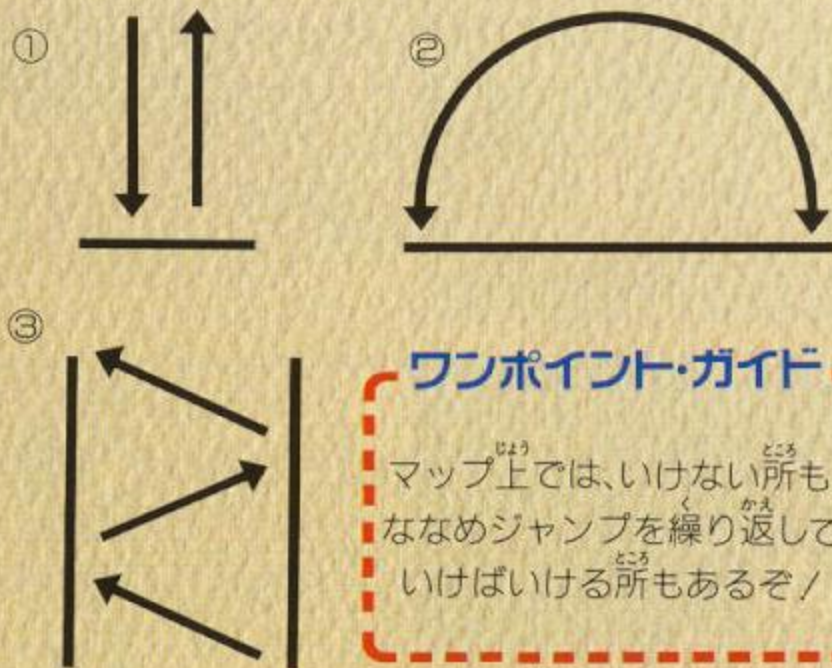 ①
②
③
ワンポイント・ガイド
マップ上では、いけない所も
ななめジャンプを繰り返して
いけばいける所もあるぞ！